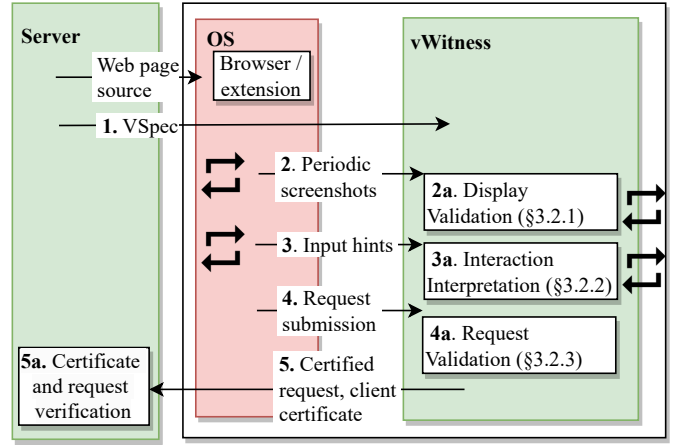 Server
OS
vWitness
Web page
source
Browser /
extension
1. VSpec
2. Periodic
screenshots
2a. Display
Validation (§3.2.1)
3. Input hints
3a. Interaction
Interpretation (§3.2.2)
4. Request
submission
4a. Request
Validation (§3.2.3)
5a. Certificate
and request
verification
5. Certified
request, client
certificate